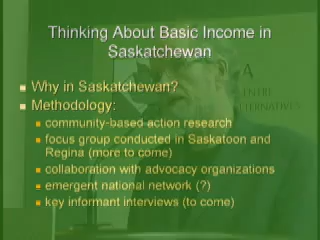 Thinking About Basic Income in
Saskatchewan
Why in Saskatchewan?
Methodology:
community-based action research
focus group conducted in Saskatoon and
Regina (more to come)
collaboration with advocacy organizations
emergent national network (?)
key informant interviews (to come)